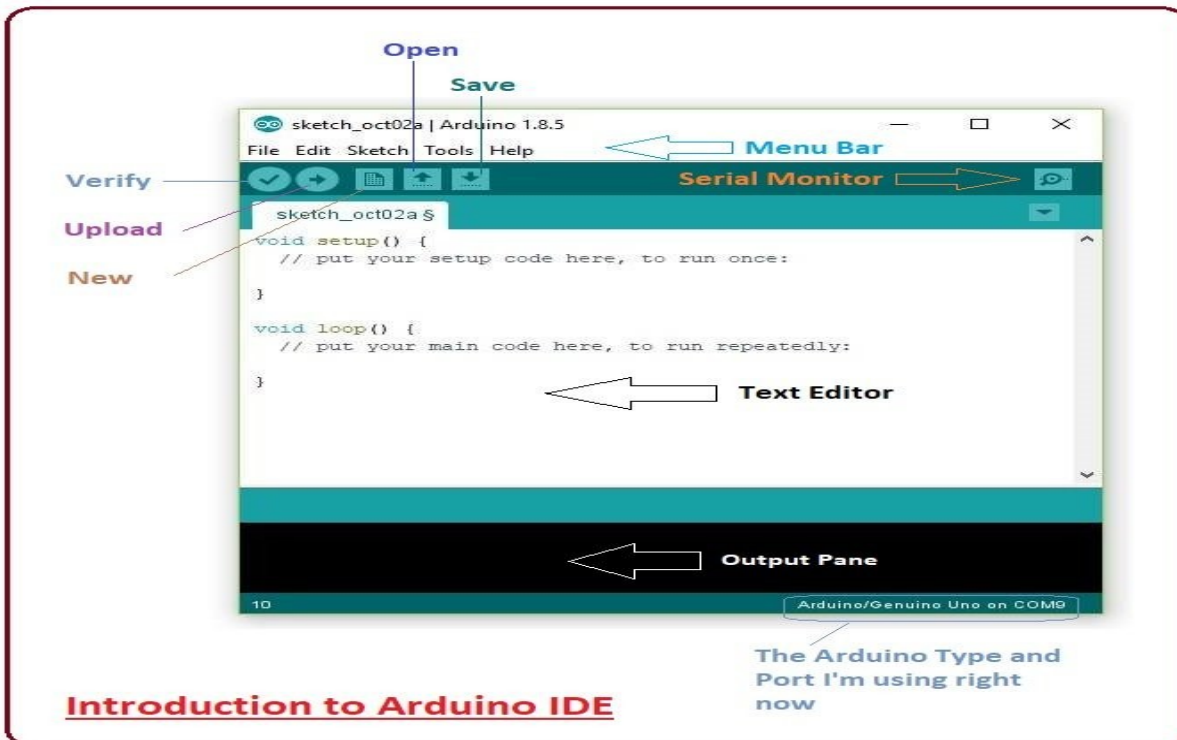 Open
Save
sketch_oct02a | Arduino 1.8.5
File Edit Sketch Tools Help
Menu Bar
Verify
Serial Monitor
sketch_oct02a §
Upload
void setup() {
// put your setup code here, to run once:
New
}
void loop() {
// put your main code here, to run repeatedly:
}
Text Editor
Output Pane
10
Arduino/Genuino Uno on COM9
The Arduino Type and
Port I'm using right
now
Introduction to Arduino IDE